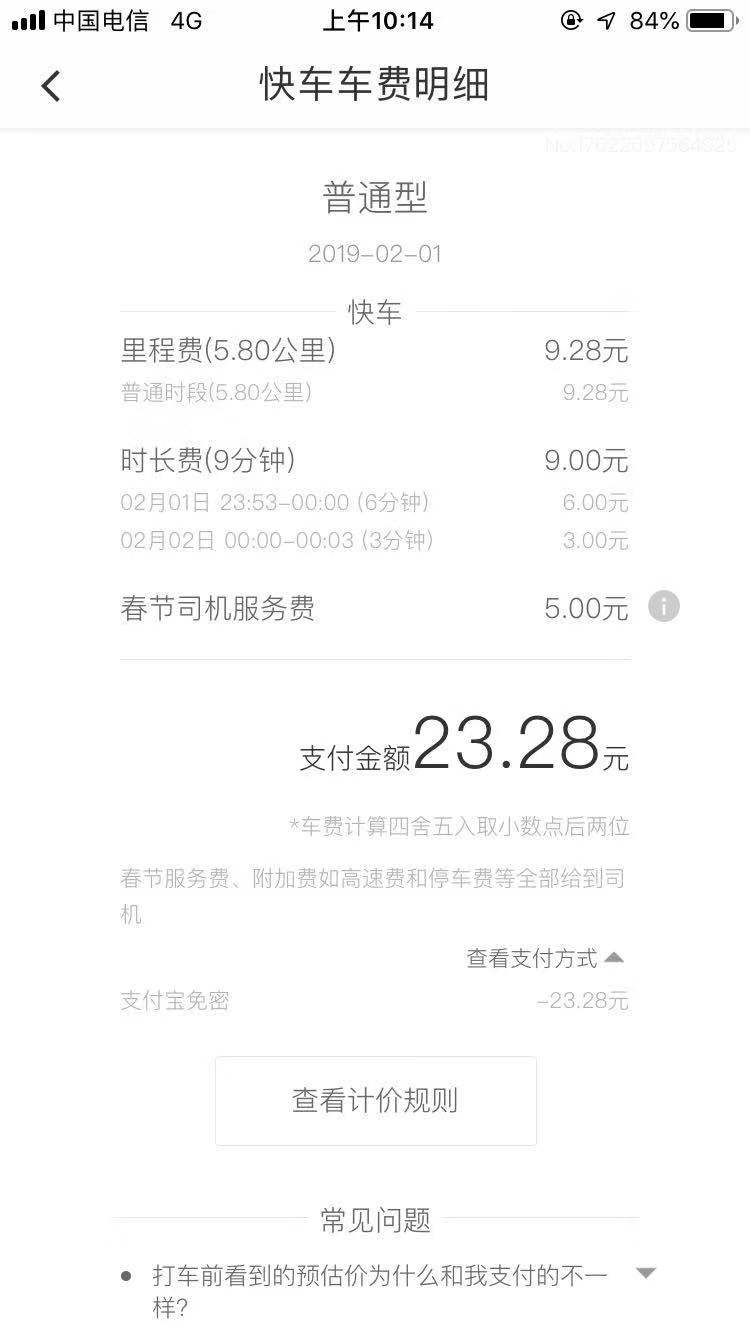 中国电信 4G 上午10:14 84%
快车车费明细
普通型
2019-02-01
快车
里程费(5.80公里) 9.28元
普通时段(5.80公里) 9.28元
时长费(9分钟) 9.00元
02月01日 23:53-00:00 (6分钟) 6.00元
02月02日 00:00-00:03 (3分钟) 3.00元
春节司机服务费 5.00元
支付金额23.28元
*车费计算四舍五入取小数点后两位
春节服务费、附加费如高速费和停车费等全部给到司
机
查看支付方式
支付宝免密 -23.28元
查看计价规则
常见问题
打车前看到的预估价为什么和我支付的不一
样?